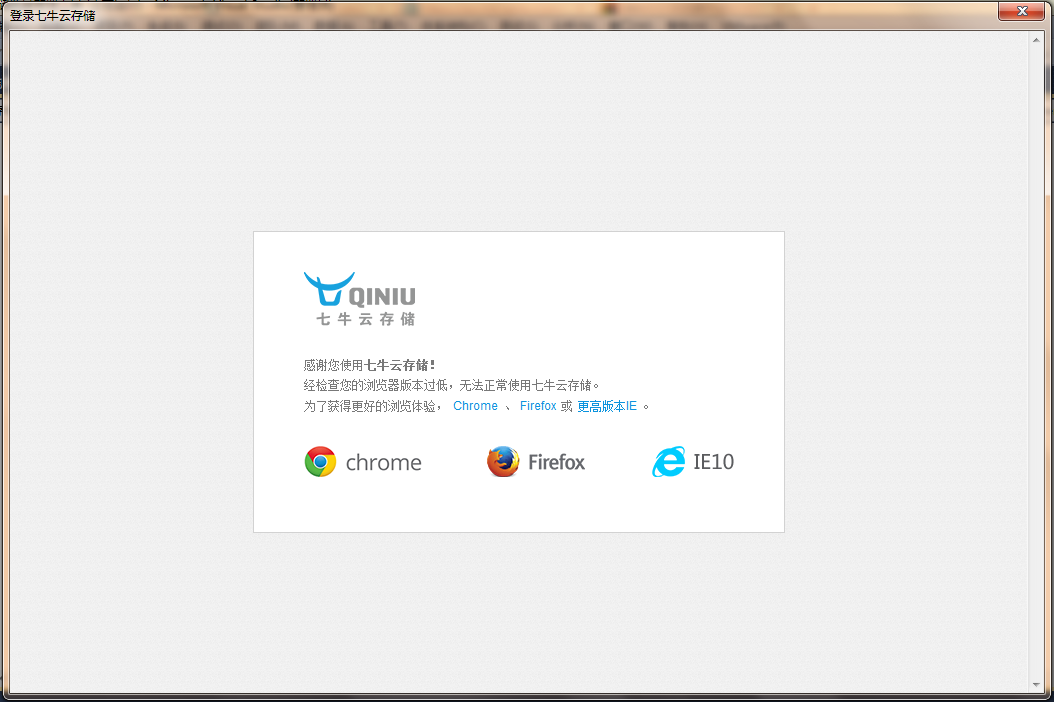 登录七牛云存储
QINIU
七牛云存储
感谢您使用七牛云存储！
经检查您的浏览器版本过低，无法正常使用七牛云存储。
为了获得更好的浏览体验， Chrome 、 Firefox 或 更高版本IE 。
chrome
Firefox
IE10